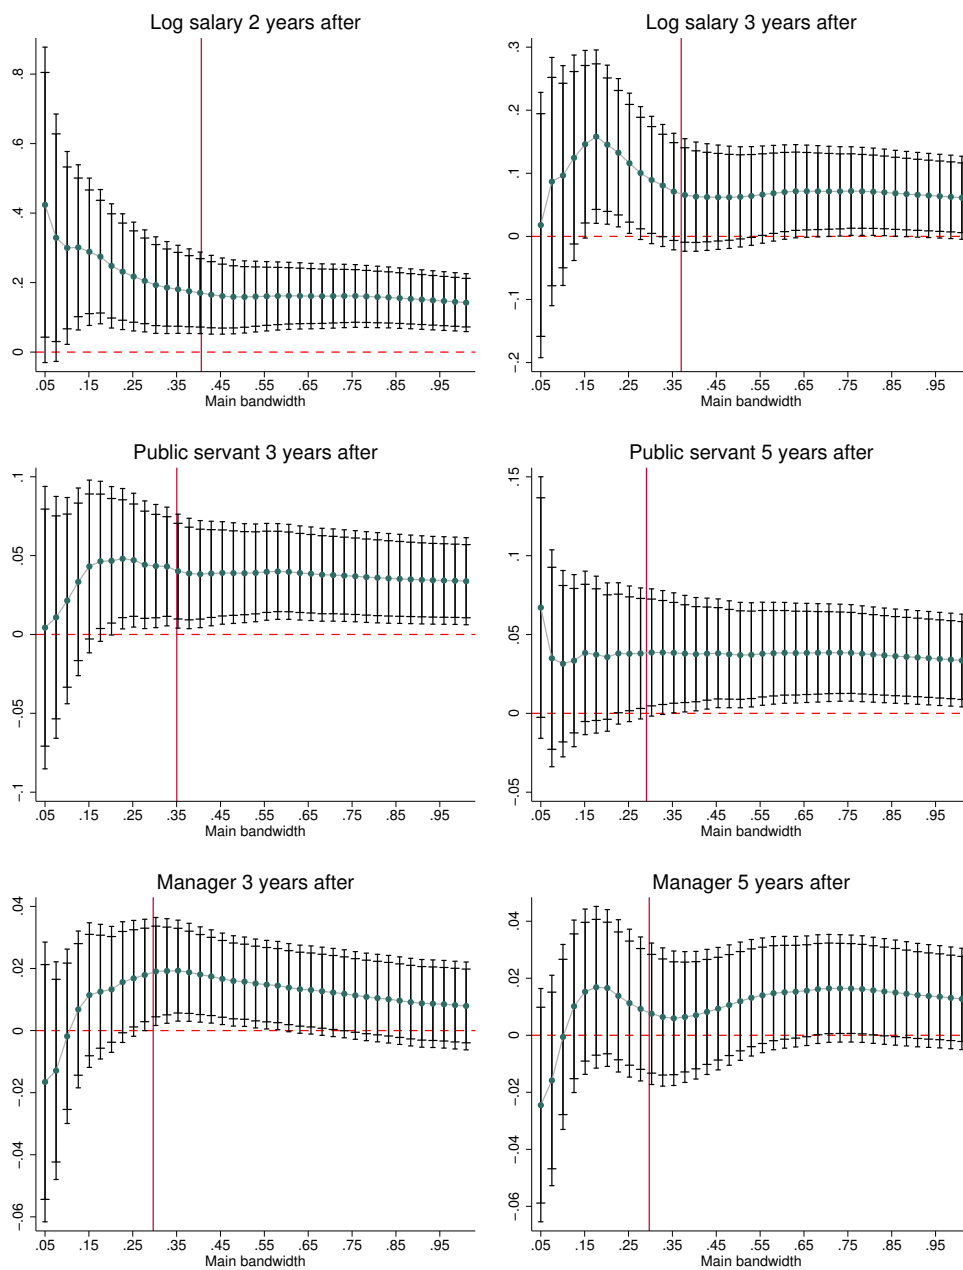 Log salary 2 years after
.8
.6
.4
.2
0
.05 .15 .25 .35 .45 .55 .65 .75 .85 .95
Main bandwidth
Log salary 3 years after
.3
.2
.1
0
-.1
-.2
.05 .15 .25 .35 .45 .55 .65 .75 .85 .95
Main bandwidth
Public servant 3 years after
.1
.05
0
-.05
-.1
.05 .15 .25 .35 .45 .55 .65 .75 .85 .95
Main bandwidth
Public servant 5 years after
.15
.1
.05
0
-.05
.05 .15 .25 .35 .45 .55 .65 .75 .85 .95
Main bandwidth
Manager 3 years after
.04
.02
0
-.02
-.04
-.06
.05 .15 .25 .35 .45 .55 .65 .75 .85 .95
Main bandwidth
Manager 5 years after
.04
.02
0
-.02
-.04
-.06
.05 .15 .25 .35 .45 .55 .65 .75 .85 .95
Main bandwidth